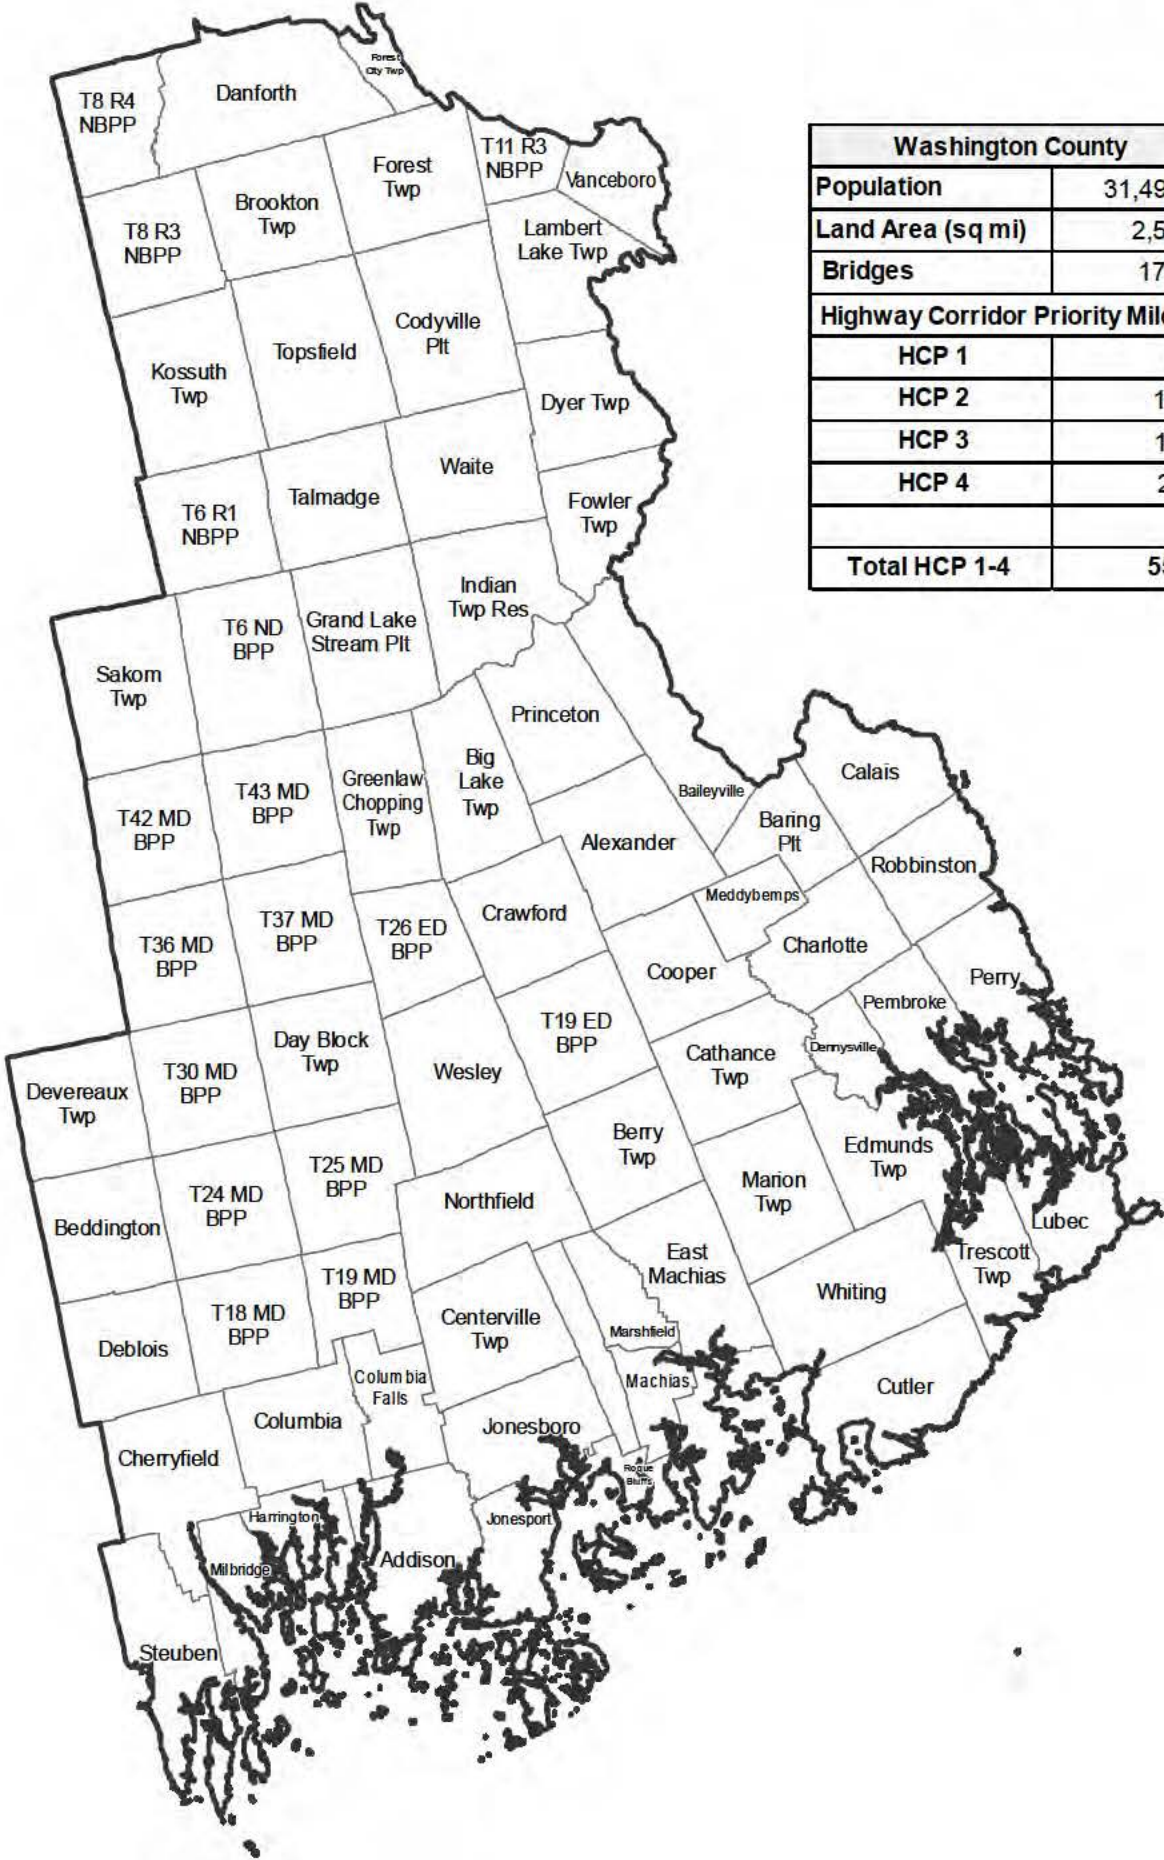 Forest
City Twp
T8 R4
NBPP
Danforth
T11 R3
NBPP
Vanceboro
Forest
Twp
Brookton
Twp
T8 R3
NBPP
Lambert
Lake Twp
Codyville
Plt
Topsfield
Kossuth
Twp
Dyer Twp
Waite
Talmadge
T6 R1
NBPP
Fowler
Twp
Indian
Twp Res
Grand Lake
Stream Plt
T6 ND
BPP
Sakom
Twp
Princeton
Big
Lake
Twp
Greenlaw
Chopping
Twp
T43 MD
BPP
T42 MD
BPP
Baileyville
Calais
Baring
Plt
Alexander
Robbinston
Meddybemps
Crawford
T26 ED
BPP
T37 MD
BPP
T36 MD
BPP
Charlotte
Cooper
Perry
Pembroke
Dennysville
T19 ED
BPP
Cathance
Twp
Day Block
Twp
Wesley
T30 MD
BPP
Devereaux
Twp
Berry
Twp
Edmunds
Twp
Marion
Twp
T25 MD
BPP
T24 MD
BPP
Northfield
Beddington
Lubec
Trescott
Twp
East
Machias
Whiting
T19 MD
BPP
T18 MD
BPP
Centerville
Twp
Marshfield
Deblois
Columbia
Falls
Machias
Cutler
Columbia
Jonesboro
Cherryfield
Roque
Bluffs
Harrington
Jonesport
Addison
Milbridge
Steuben
Washington County
Population 31,49
Land Area (sq mi) 2,5
Bridges 17
Highway Corridor Priority Mil
HCP 1
HCP 2 1
HCP 3 1
HCP 4 2
Total HCP 1-4 5